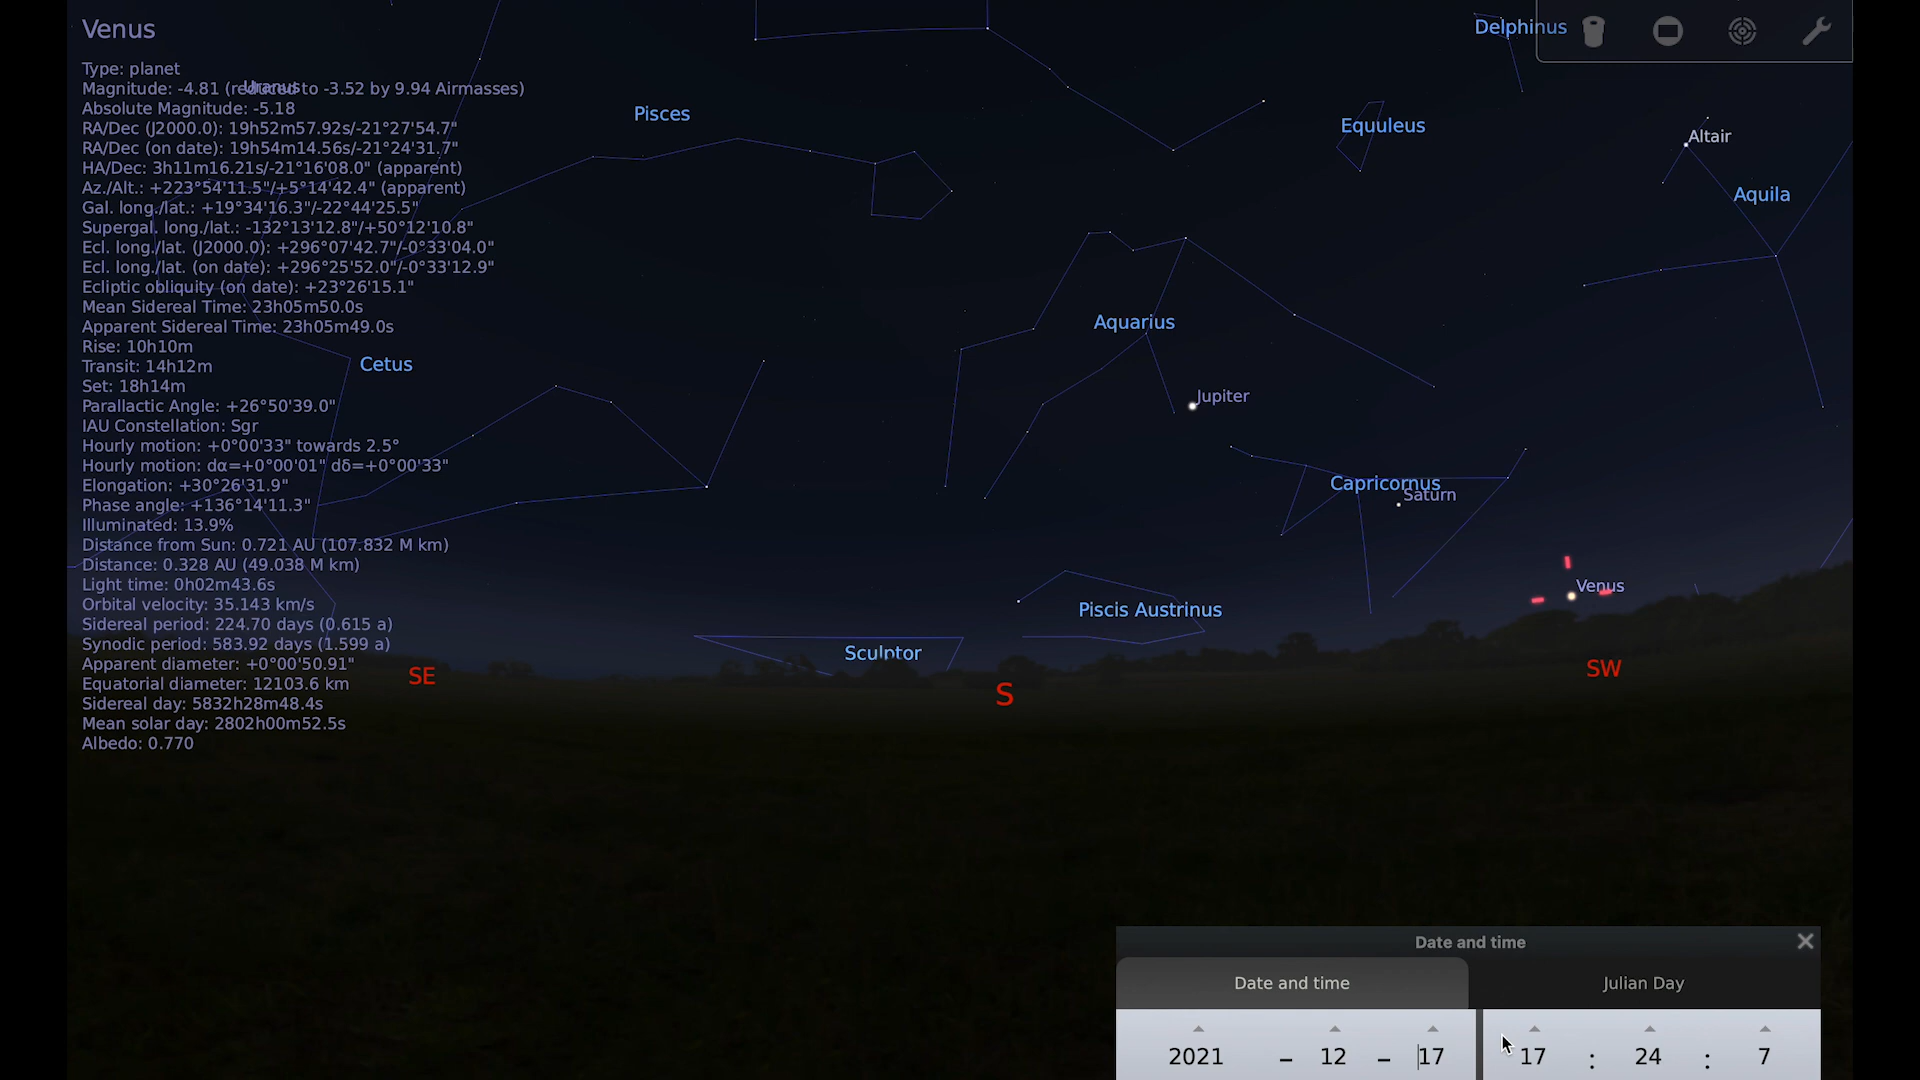 Venus
Type: planet
Magnitude: -4.81 (reduced to -3.52 by 9.94 Airmasses)
Uranus
Absolute Magnitude: -5.18
RA/Dec (J2000.0): 19h52m57.92s/-21°27'54.7"
RA/Dec (on date): 19h54m14.56s/-21°24'31.7"
HA/Dec: 3h11m16.21s/-21°16'08.0" (apparent)
Az./Alt.: +223°54'11.5"/+5°14'42.4" (apparent)
Gal. long./lat.: +19°34'16.3"/-22°44'25.5"
Supergal. long./lat.: -132°13'12.8"/+50°12'10.8"
Ecl. long./lat. (J2000.0): +296°07'42.7"/-0°33'04.0"
Ecl. long./lat. (on date): +296°25'52.0"/-0°33'12.9"
Ecliptic obliquity (on date): +23°26'15.1"
Mean Sidereal Time: 23h05m50.0s
Apparent Sidereal Time: 23h05m49.0s
Rise: 10h10m
Transit: 14h12m
Set: 18h14m
Parallactic Angle: +26°50'39.0"
IAU Constellation: Sgr
Hourly motion: +0°00'33" towards 2.5°
Hourly motion: dα=+0°00'01" dδ=+0°00'33"
Elongation: +30°26'31.9"
Phase angle: +136°14'11.3"
Illuminated: 13.9%
Distance from Sun: 0.721 AU (107.832 M km)
Distance: 0.328 AU (49.038 M km)
Light time: 0h02m43.6s
Orbital velocity: 35.143 km/s
Sidereal period: 224.70 days (0.615 a)
Synodic period: 583.92 days (1.599 a)
Apparent diameter: +0°00'50.91"
Equatorial diameter: 12103.6 km
Sidereal day: 5832h28m48.4s
Mean solar day: 2802h00m52.5s
Albedo: 0.770
Delphinus
Pisces
Equuleus
Altair
Aquila
Aquarius
Cetus
Jupiter
Capricornus
Saturn
Venus
Piscis Austrinus
Sculptor
SE
S
SW
Date and time
Date and time
Julian Day
2021 - 12 - 17
17 : 24 : 7